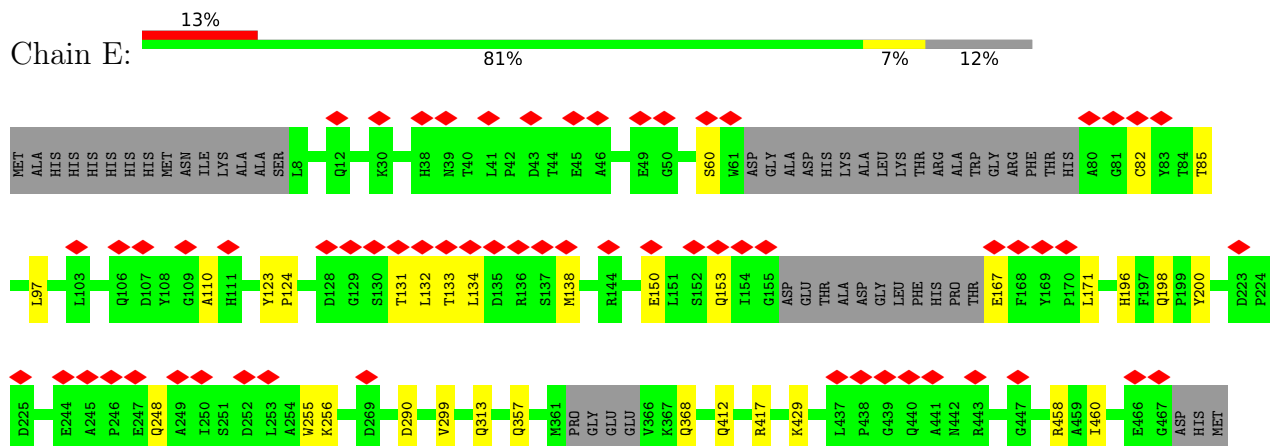 13%
Chain E:
81% 7% 12%
MET ALA HIS HIS HIS HIS HIS HIS MET ASN ILE LYS ALA ALA SER L8 Q12 K30 H38 N39 T40 L41 P42 D43 T44 E45 A46 E49 G50 S60 W61 ASP GLY ALA ASP HIS LYS ALA LEU LYS THR ARG ALA TRP GLY ARG PHE THR HIS A80 G81 C82 Y83 T84 T85
L97 L103 Q106 D107 Y108 G109 A110 H111 Y123 P124 D128 G129 S130 T131 L132 T133 L134 D135 R136 S137 M138 R144 E150 L151 S152 Q153 I154 G155 ASP GLU THR ALA ASP GLY LEU PHE HIS PRO THR E167 F168 Y169 P170 L171 H196 F197 Q198 P199 Y200 D223 P224
D225 E244 A245 P246 E247 Q248 A249 I250 S251 D252 L253 A254 W255 K256 D269 D290 V299 Q313 Q357 M361 PRO GLY GLU GLU V366 K367 Q368 Q412 R417 K429 L437 P438 G439 Q440 A441 N442 R443 G447 R458 A459 I460 E466 G467 ASP HIS MET